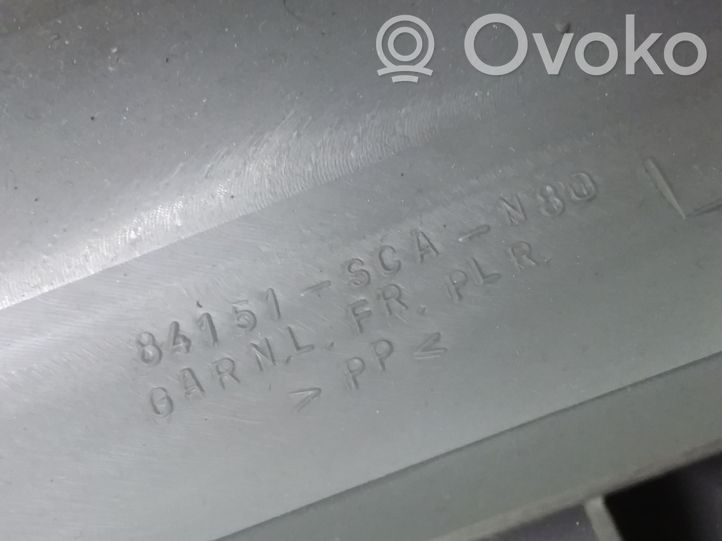 Ovoko
84151-SCA-N80
GARN.L. FR. PLR.
>PP<